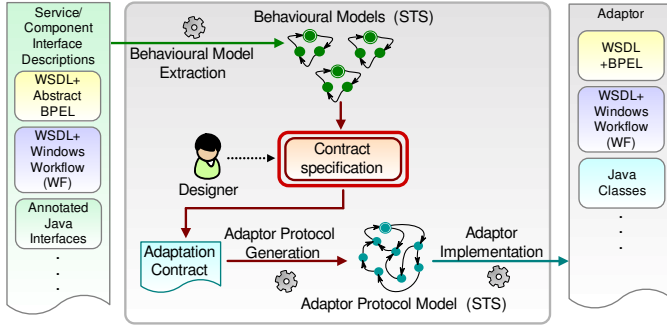 Service/
Component
Interface
Descriptions
WSDL+
Abstract
BPEL
WSDL+
Windows
Workflow
(WF)
Annotated
Java
Interfaces
Behavioural Models (STS)
Behavioural Model
Extraction
Designer
Contract
specification
Adaptation
Contract
Adaptor Protocol
Generation
Adaptor Protocol Model (STS)
Adaptor
Implementation
Adaptor
WSDL
+BPEL
WSDL+
Windows
Workflow
(WF)
Java
Classes